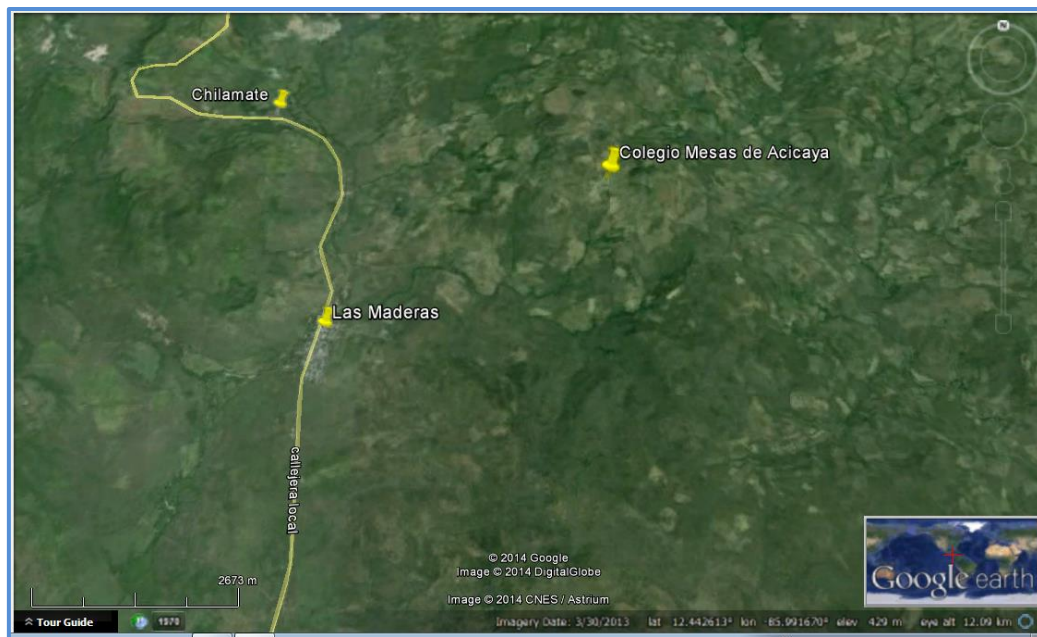 N
Chilamate
Colegio Mesas de Acicaya
Las Maderas
callejera local
2673 m
© 2014 Google
Image © 2014 DigitalGlobe
Image © 2014 CNES / Astrium
Google earth
Tour Guide
1970
Imagery Date: 3/30/2013 lat 12.442613° lon -85.991670° elev 429 m eye alt 12.09 km